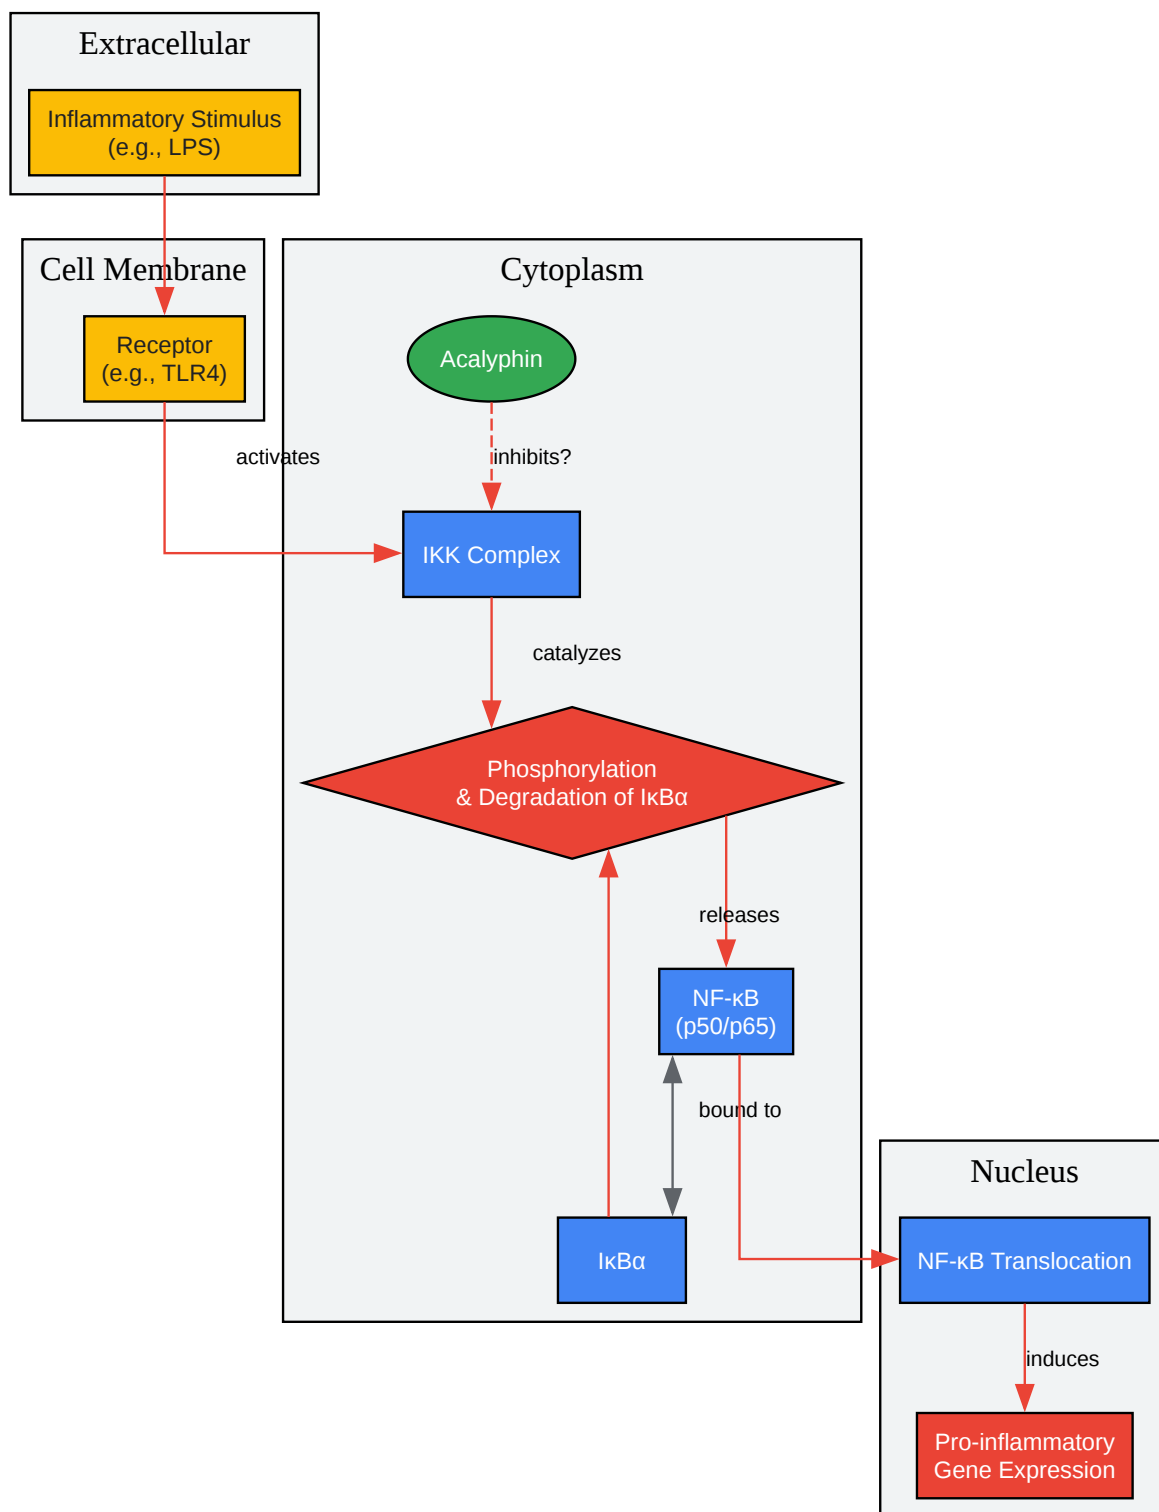 Extracellular
Inflammatory Stimulus
(e.g., LPS)
Cell Membrane
Receptor
(e.g., TLR4)
Cytoplasm
Acalyphin
activates
inhibits?
IKK Complex
catalyzes
Phosphorylation
& Degradation of IκBα
releases
NF-κB
(p50/p65)
bound to
IκBα
Nucleus
NF-κB Translocation
induces
Pro-inflammatory
Gene Expression